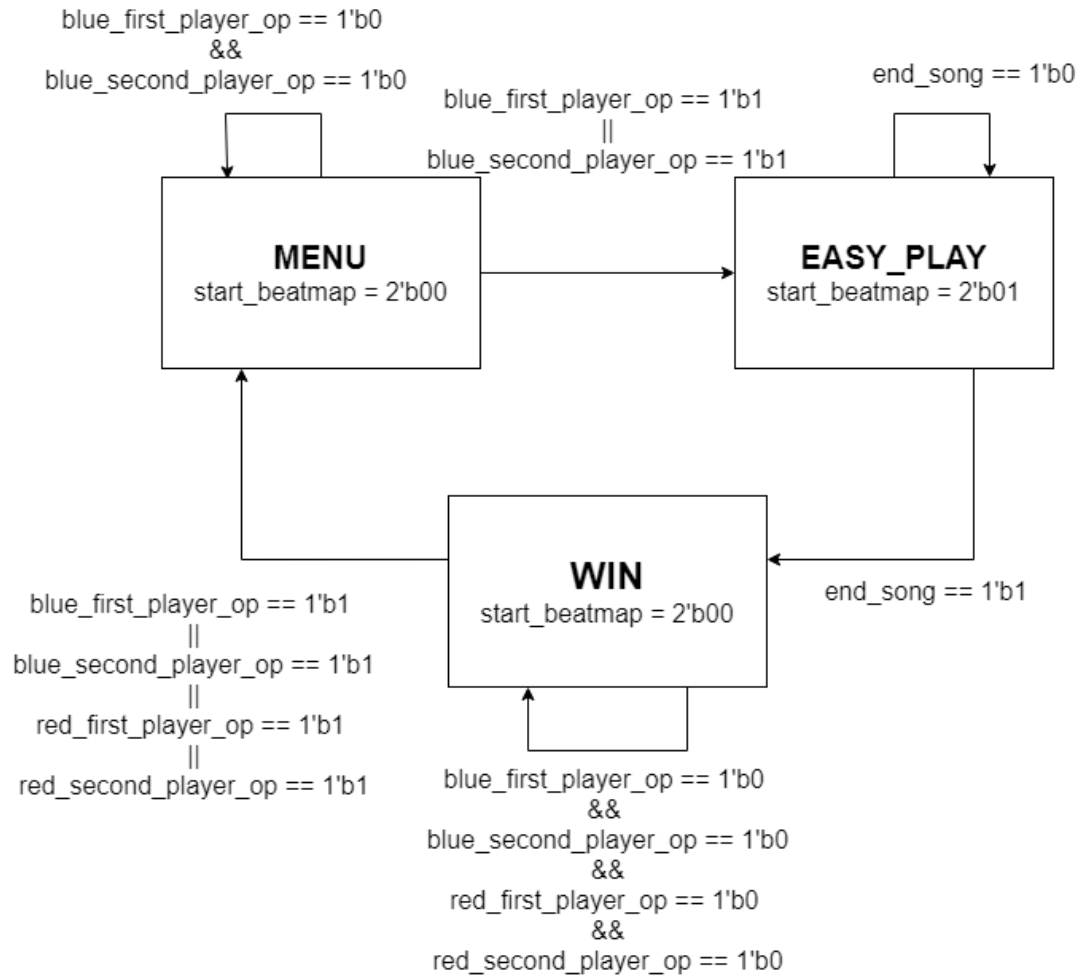 blue_first_player_op == 1'b0
&&
blue_second_player_op == 1'b0
blue_first_player_op == 1'b1
||
blue_second_player_op == 1'b1
end_song == 1'b0
MENU
start_beatmap = 2'b00
EASY_PLAY
start_beatmap = 2'b01
WIN
start_beatmap = 2'b00
end_song == 1'b1
blue_first_player_op == 1'b1
||
blue_second_player_op == 1'b1
||
red_first_player_op == 1'b1
||
red_second_player_op == 1'b1
blue_first_player_op == 1'b0
&&
blue_second_player_op == 1'b0
&&
red_first_player_op == 1'b0
&&
red_second_player_op == 1'b0